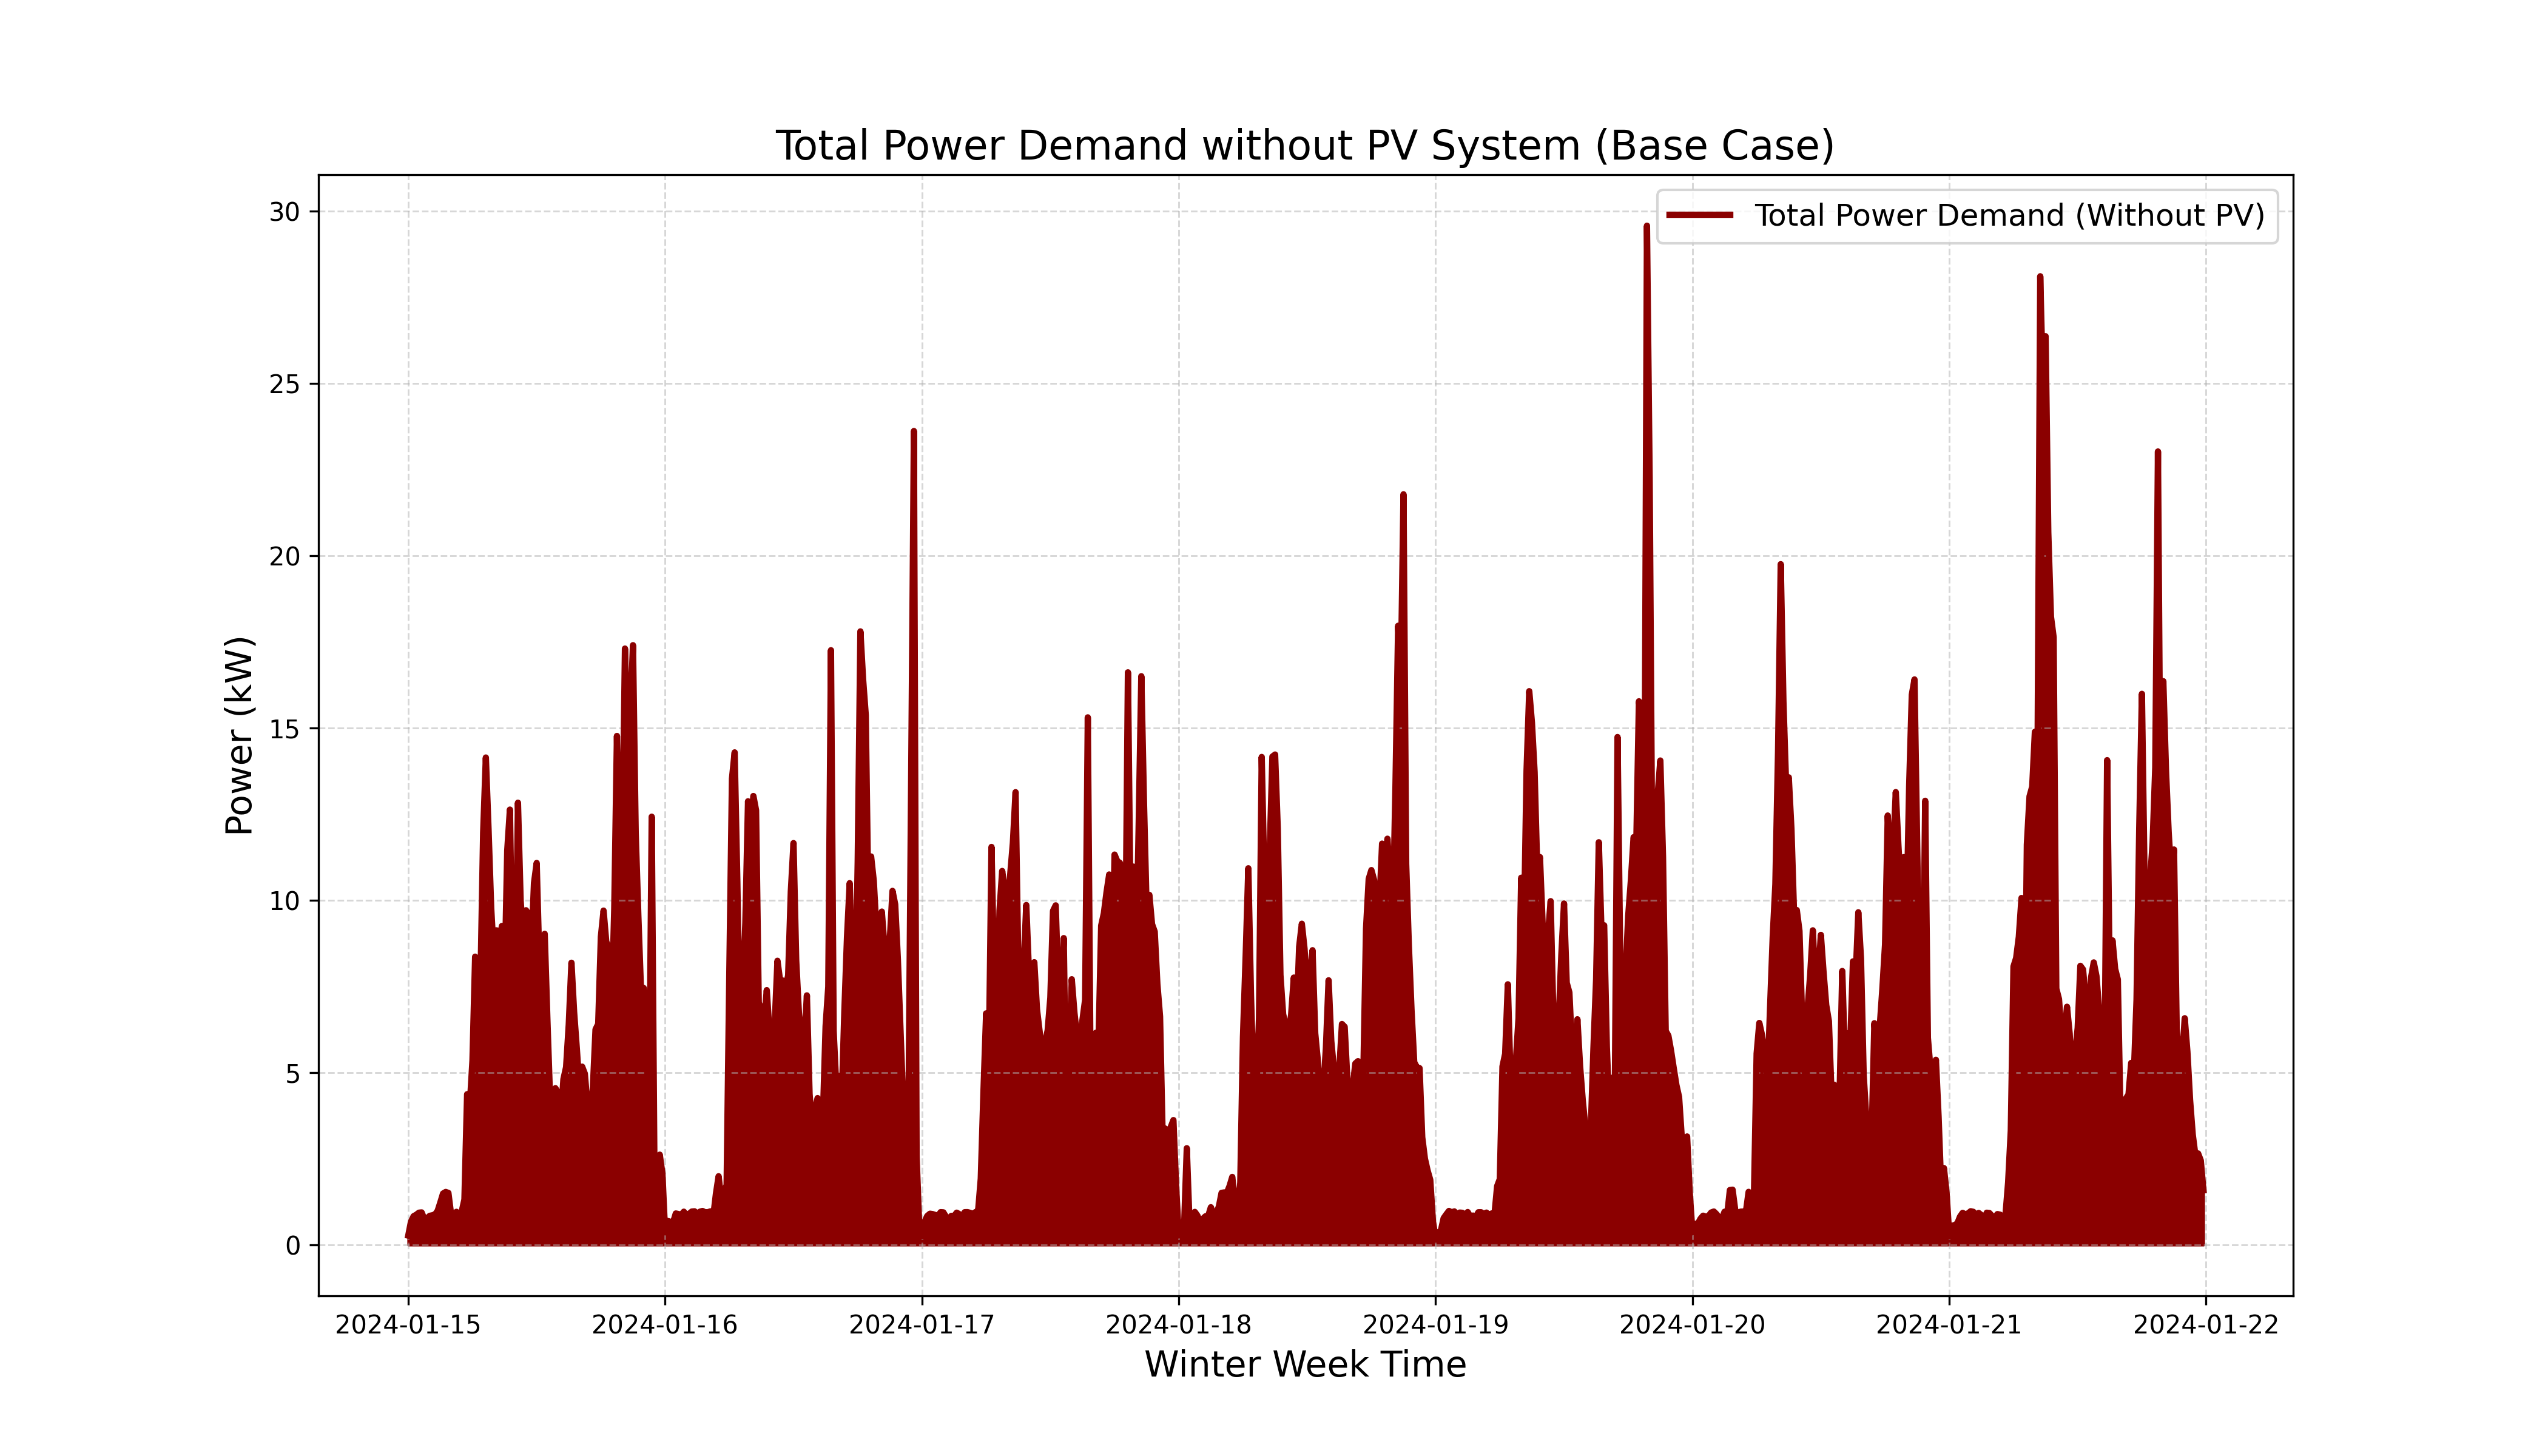 Total Power Demand without PV System (Base Case)
Total Power Demand (Without PV)
Power (kW)
30
25
20
15
10
5
0
2024-01-15 2024-01-16 2024-01-17 2024-01-18 2024-01-19 2024-01-20 2024-01-21 2024-01-22
Winter Week Time